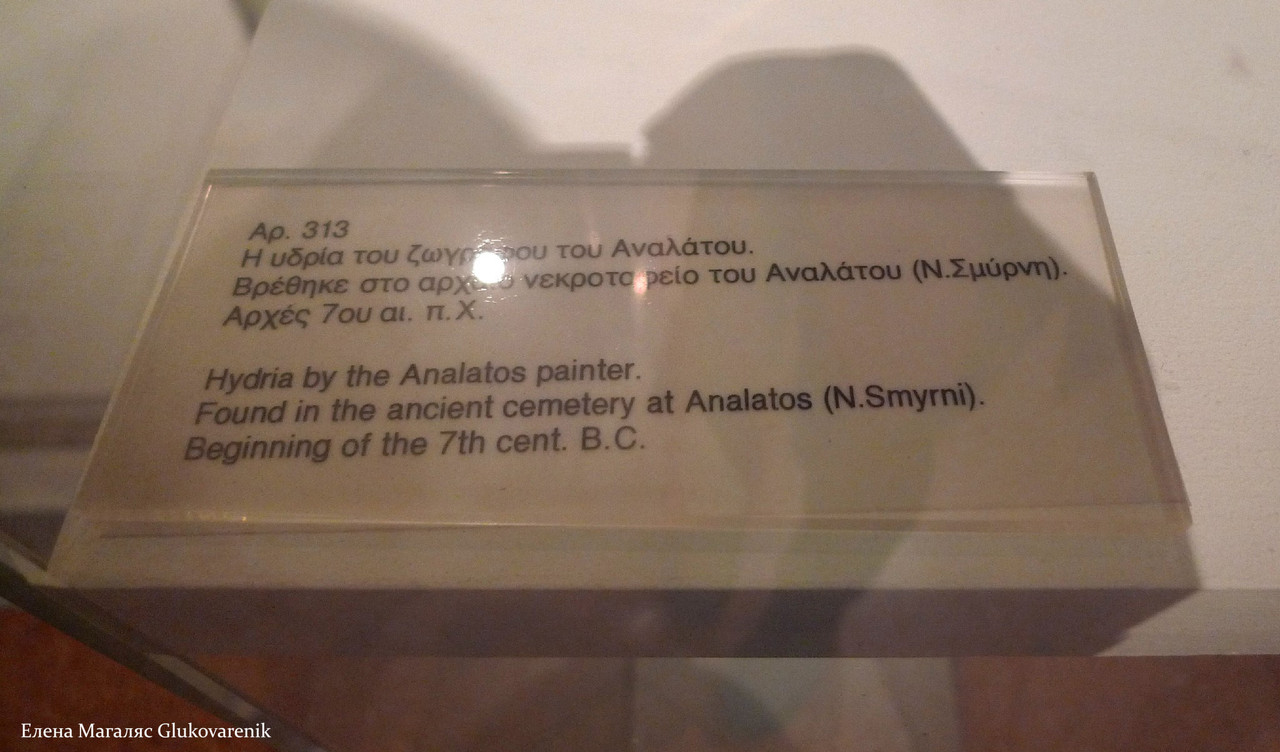 Αρ. 313
Η υδρία του του Αναλάτου.
Βρέθηκε στο νεκροταφείο του Αναλάτου (Ν.Σμύρνη).
Αρχές 7ου αι. π.Χ.
Hydria by the Analatos painter.
Found in the ancient cemetery at Analatos (N.Smyrni).
Beginning of the 7th cent. B.C.
Елена Магаляс Glukovarenik